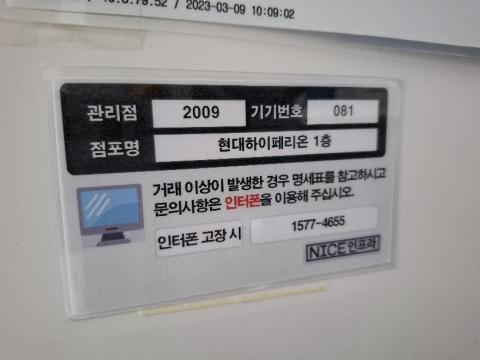 / 2023-03-09 10:09:02
관리점 2009 기기번호 081
점포명 현대하이페리온 1층
거래 이상이 발생한 경우 명세표를 참고하시고
문의사항은 인터폰을 이용해 주십시오.
인터폰 고장 시 1577-4655
NICE인프라